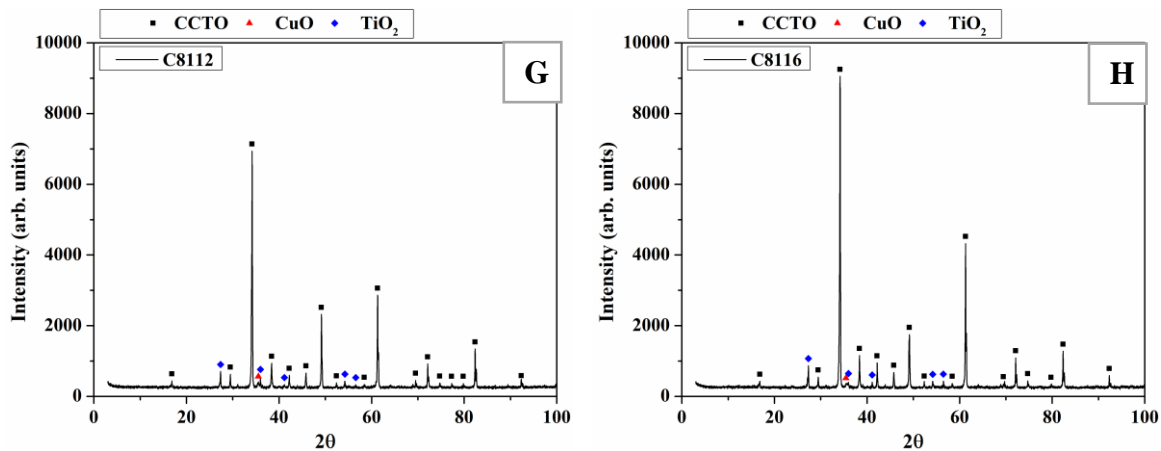 CCTO CuO TiO₂
C8112
G
10000
8000
6000
4000
2000
0
Intensity (arb. units)
0 20 40 60 80 100
2θ
CCTO CuO TiO₂
C8116
H
10000
8000
6000
4000
2000
0
Intensity (arb. units)
0 20 40 60 80 100
2θ